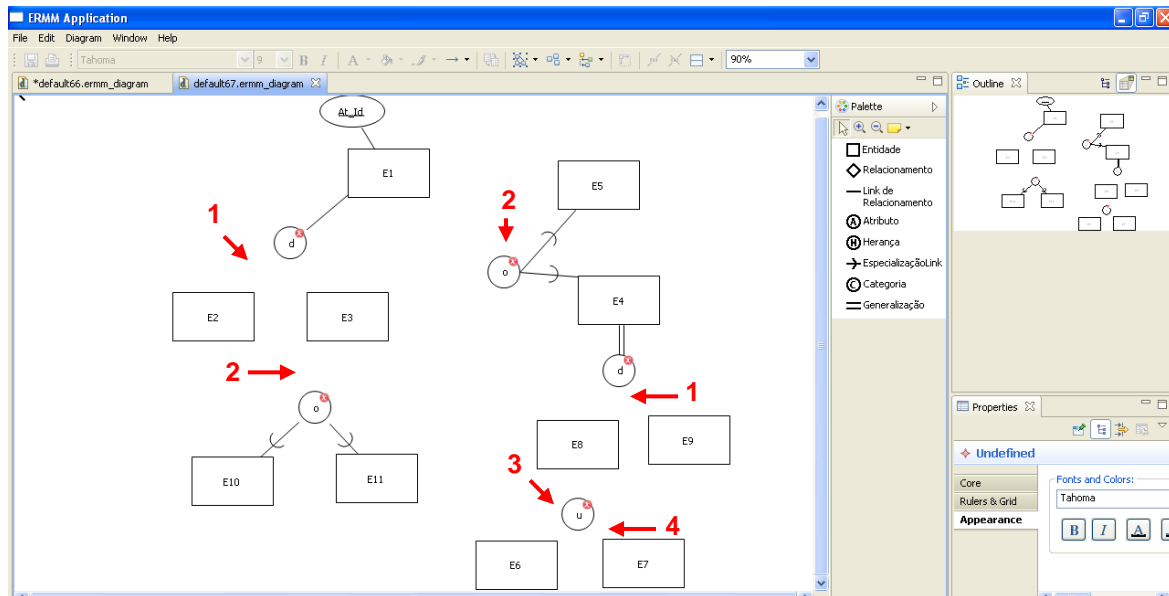 ERMM Application
File Edit Diagram Window Help
Tahoma 9 B I A 90%
*default66.ermm_diagram default67.ermm_diagram
At_Id
E1
1
d
E2
E3
2
o
E10
E11
E5
2
o
E4
d
1
E8
E9
3
u
4
E6
E7
Palette
Entidade
Relacionamento
Link de
Relacionamento
A Atributo
H Herança
EspecializaçãoLink
C Categoria
Generalização
Outline
Properties
Undefined
Core
Rulers & Grid
Appearance
Fonts and Colors:
Tahoma
B I A